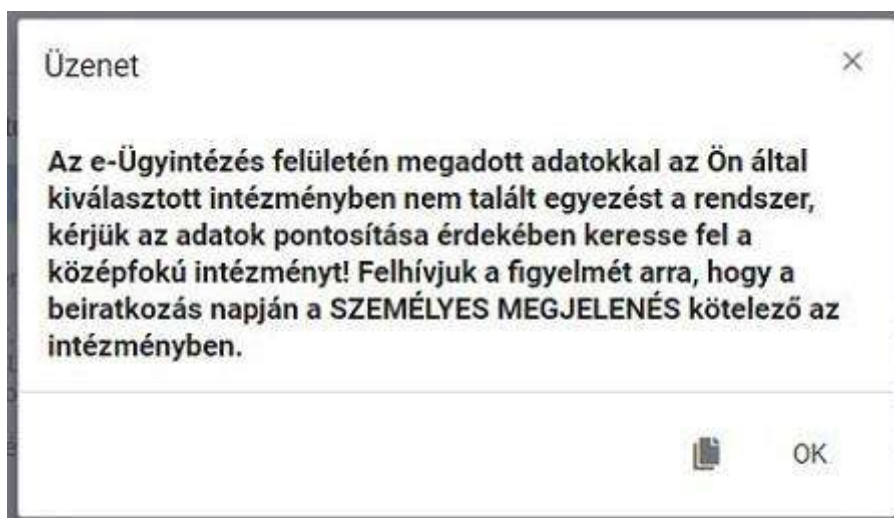 Üzenet
Az e-Ügyintézés felületén megadott adatokkal az Ön által
kiválasztott intézményben nem talált egyezést a rendszer,
kérjük az adatok pontosítása érdekében keresse fel a
középfokú intézményt! Felhívjuk a figyelmét arra, hogy a
beiratkozás napján a SZEMÉLYES MEGJELENÉS kötelező az
intézményben.
OK